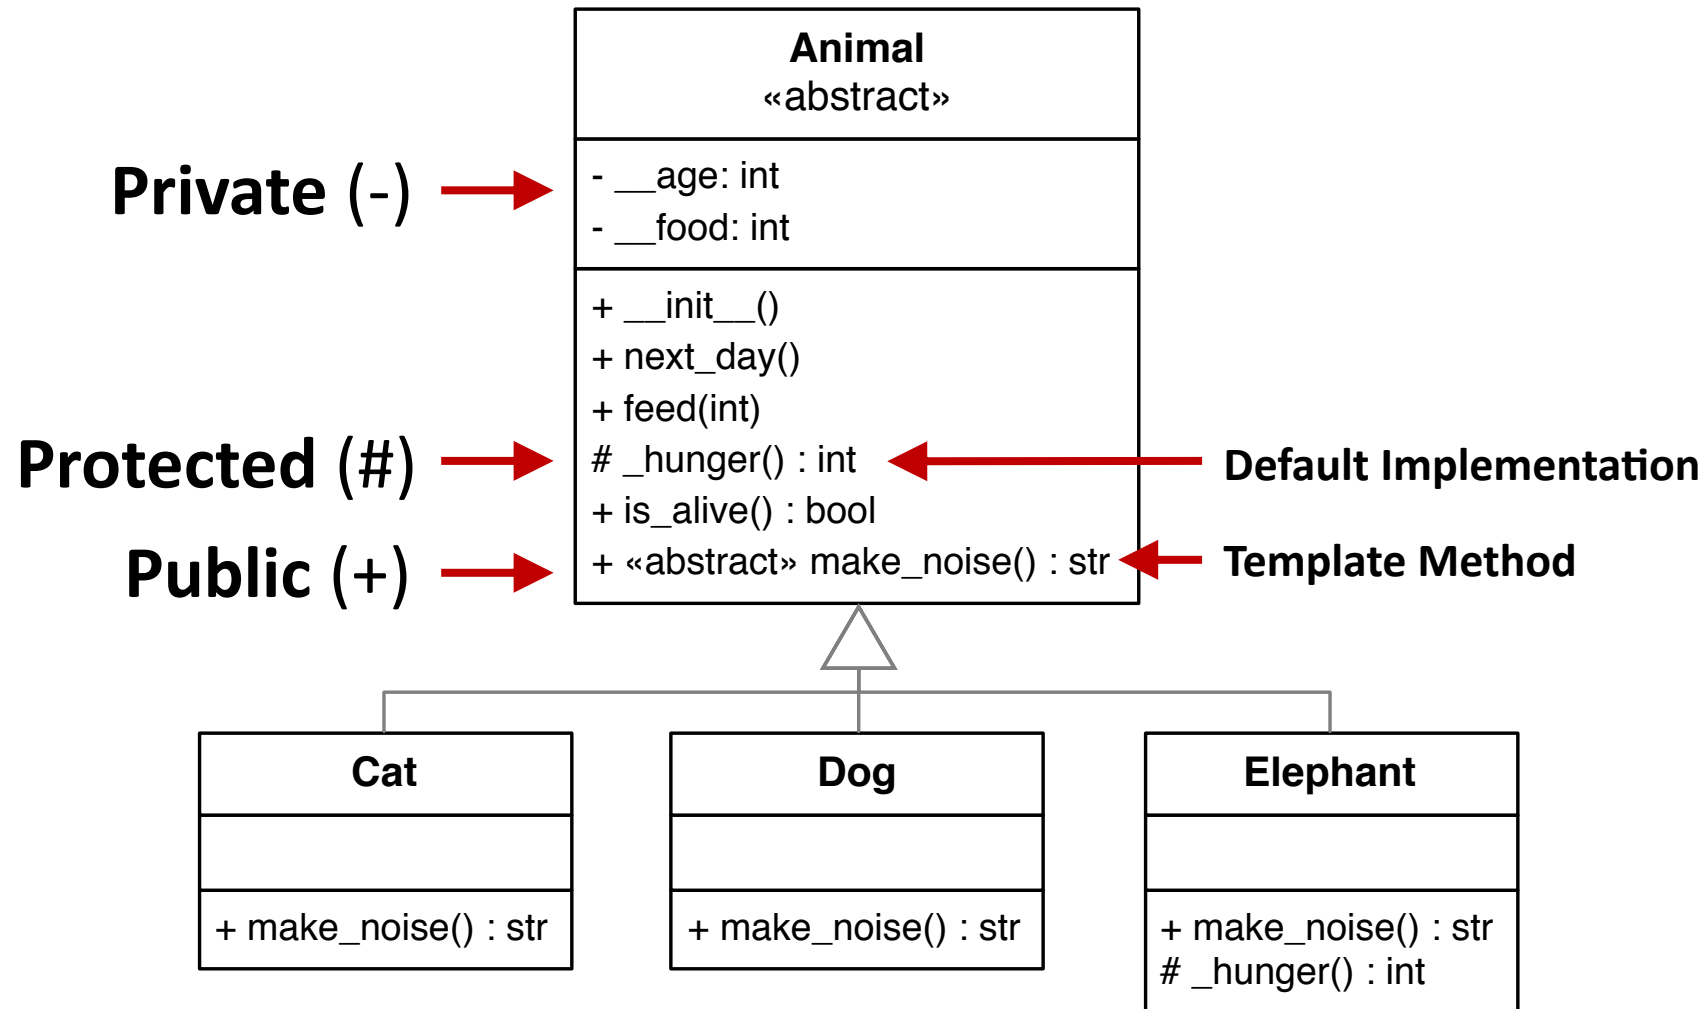 Animal
«abstract»
Private (-)
- __age: int
- __food: int
+ __init__()
+ next_day()
+ feed(int)
Protected (#)
# _hunger() : int
Default Implementation
+ is_alive() : bool
Public (+)
+ «abstract» make_noise() : str
Template Method
Cat
Dog
Elephant
+ make_noise() : str
+ make_noise() : str
+ make_noise() : str
# _hunger() : int